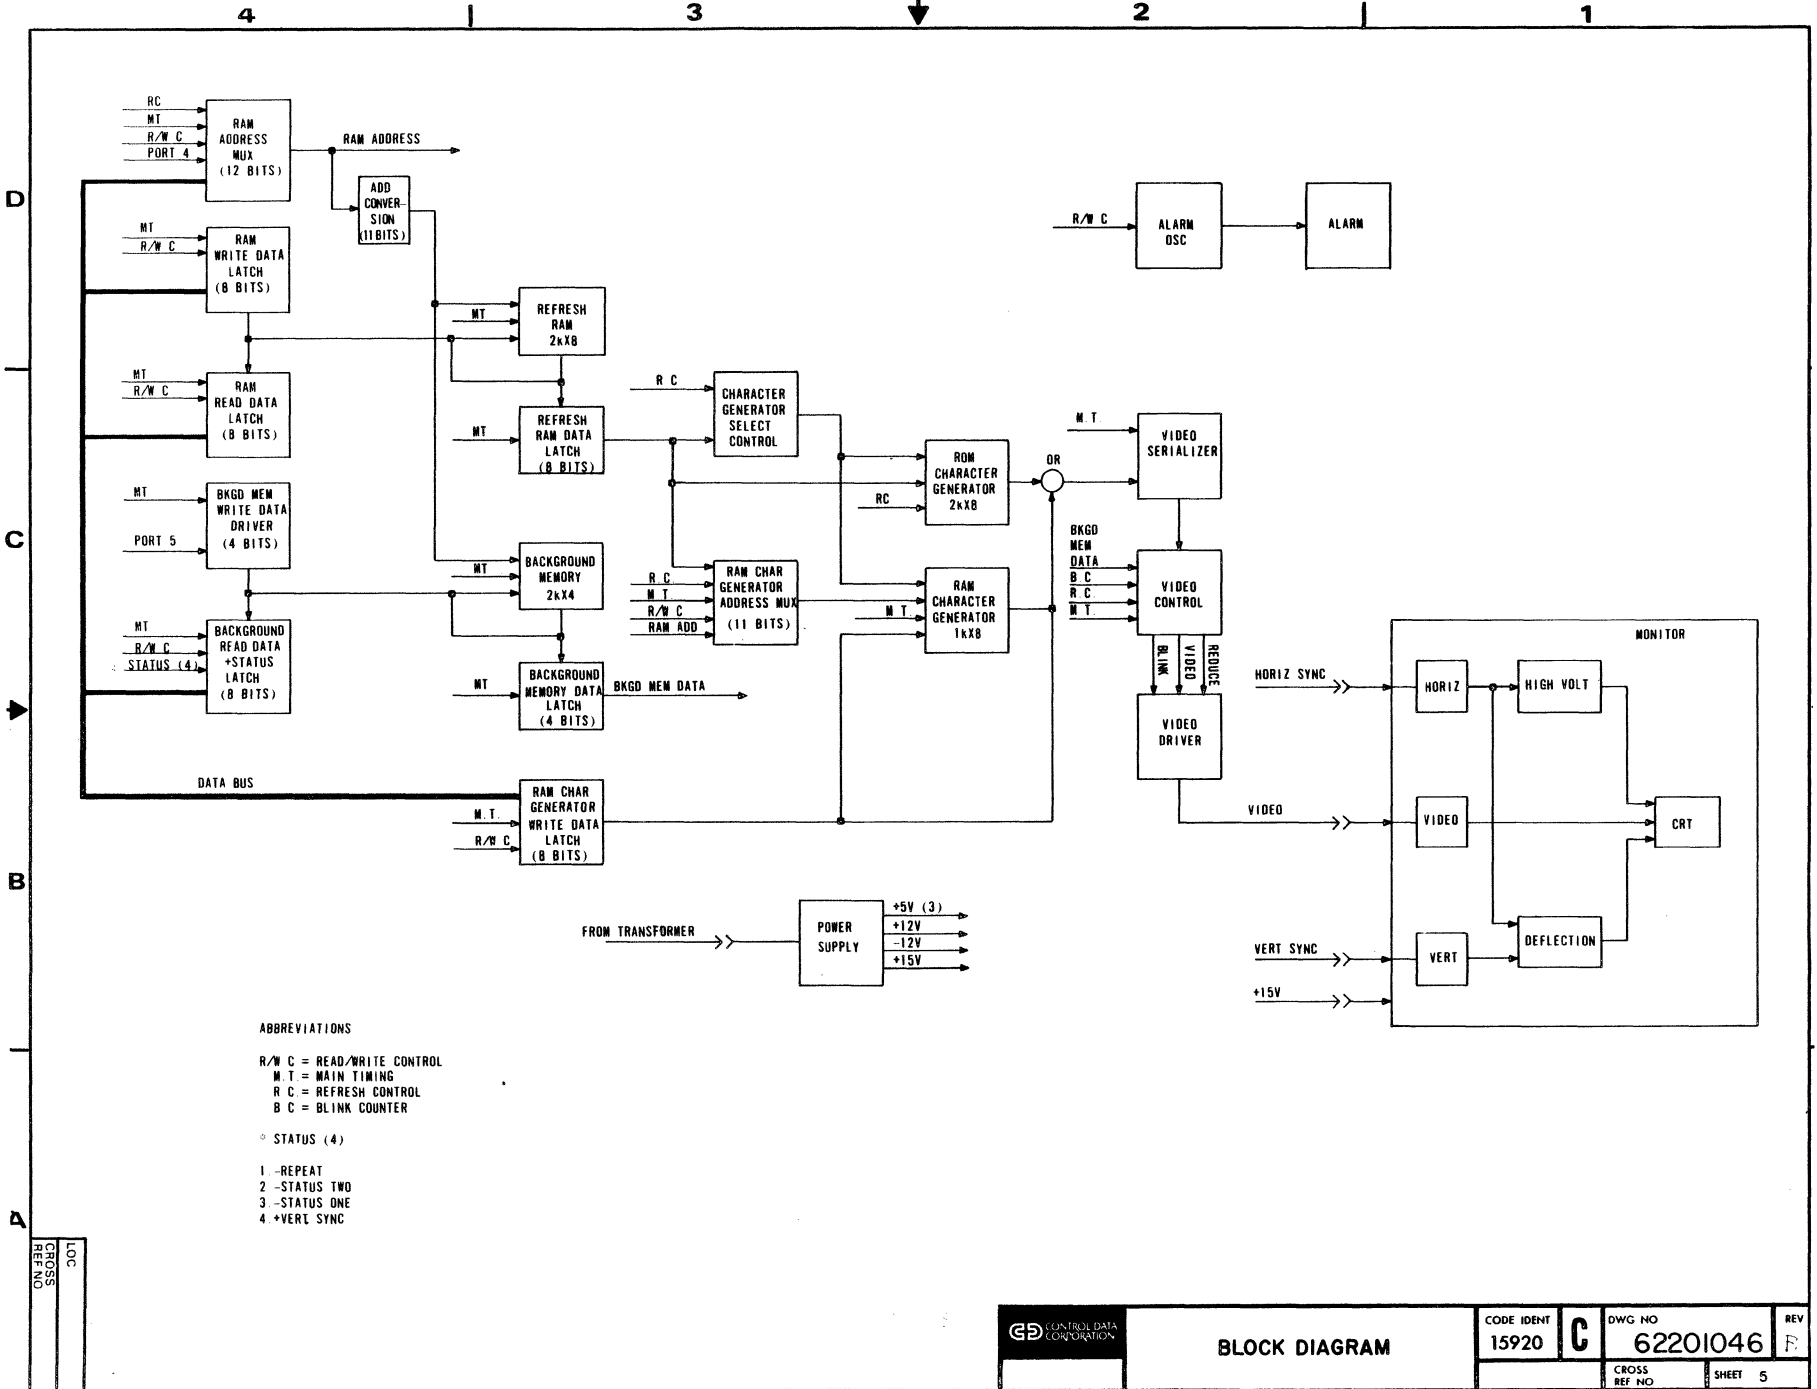 4
3
2
1
D
C
B
A
RC
MT
R/W C
PORT 4
RAM
ADDRESS
MUX
(12 BITS)
RAM ADDRESS
ADD
CONVER-
SION
(11 BITS)
MT
R/W C
RAM
WRITE DATA
LATCH
(8 BITS)
MT
R/W C
RAM
READ DATA
LATCH
(8 BITS)
MT
PORT 5
BKGD MEM
WRITE DATA
DRIVER
(4 BITS)
MT
R/W C
* STATUS (4)
BACKGROUND
READ DATA
+STATUS
LATCH
(8 BITS)
DATA BUS
MT
REFRESH
RAM
2kX8
MT
REFRESH
RAM DATA
LATCH
(8 BITS)
MT
BACKGROUND
MEMORY
2kX4
MT
BACKGROUND
MEMORY DATA
LATCH
(4 BITS)
BKGD MEM DATA
M.T.
R/W C
RAM CHAR
GENERATOR
WRITE DATA
LATCH
(8 BITS)
R C
CHARACTER
GENERATOR
SELECT
CONTROL
R.C.
M.T.
R/W C
RAM ADD
RAM CHAR
GENERATOR
ADDRESS MUX
(11 BITS)
RC
ROM
CHARACTER
GENERATOR
2kX8
M T.
RAM
CHARACTER
GENERATOR
1kX8
OR
R/W C
ALARM
OSC
ALARM
M.T.
VIDEO
SERIALIZER
BKGD
MEM
DATA
B.C
R.C.
M T.
VIDEO
CONTROL
BLINK
VIDEO
REDUCE
VIDEO
DRIVER
FROM TRANSFORMER
POWER
SUPPLY
+5V (3)
+12V
-12V
+15V
MONITOR
HORIZ SYNC
HORIZ
HIGH VOLT
VIDEO
VIDEO
CRT
VERT SYNC
VERT
DEFLECTION
+15V
ABBREVIATIONS
R/W C = READ/WRITE CONTROL
M.T. = MAIN TIMING
R C. = REFRESH CONTROL
B C = BLINK COUNTER
* STATUS (4)
1.-REPEAT
2 -STATUS TWO
3.-STATUS ONE
4.+VERT SYNC
LOC
CROSS
REF NO
CONTROL DATA
CORPORATION
BLOCK DIAGRAM
CODE IDENT
15920
C
DWG NO
62201046
REV
CROSS
REF NO
SHEET 5